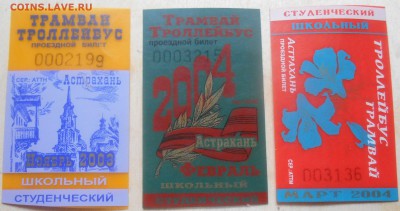 COINS.LAVE.RU
ТРАМВАЙ
ТРОЛЛЕЙБУС
ПРОЕЗДНОЙ БИЛЕТ
0002199
Астрахань
2003
ШКОЛЬНЫЙ
СТУДЕНЧЕСКИЙ
ТРАМВАЙ
ТРОЛЛЕЙБУС
ПРОЕЗДНОЙ БИЛЕТ
0003215
2004
Астрахань
ФЕВРАЛЬ
ШКОЛЬНЫЙ
СТУДЕНЧЕСКИЙ
ШКОЛЬНЫЙ
АСТРАХАНЬ
ПРОЕЗДНОЙ БИЛЕТ
ТРОЛЛЕЙБУС
ТРАМВАЙ
003136
МАРТ 2004